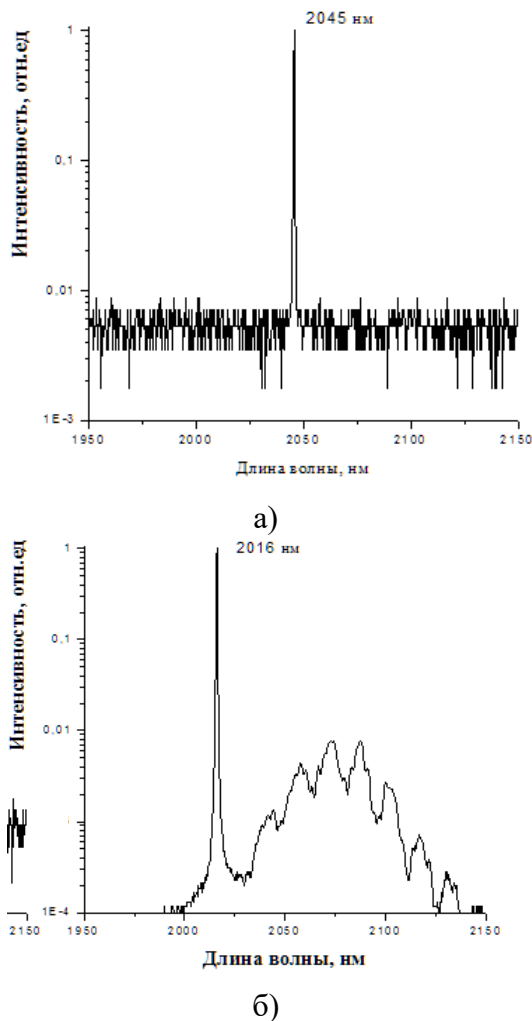 2045 нм
Интенсивность, отн.ед
1
0,1
0,01
1E-3
1950 2000 2050 2100 2150
Длина волны, нм
а)
2016 нм
Интенсивность, отн.ед
1
0,1
0,01
1E-4
2150 1950 2000 2050 2100 2150
Длина волны, нм
б)